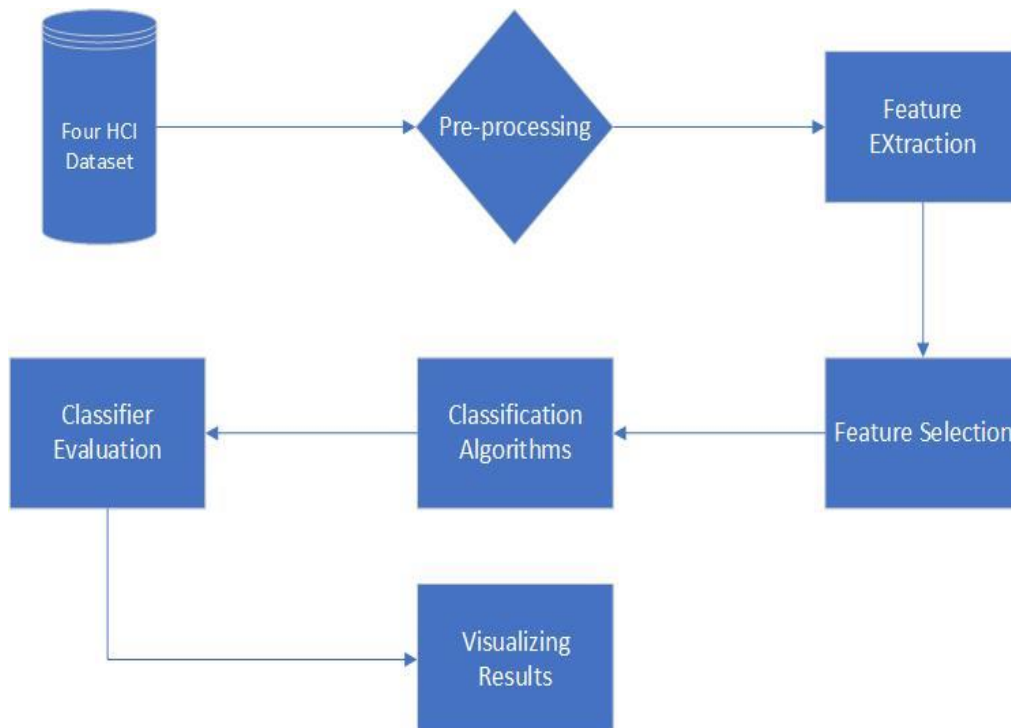 Four HCI
Dataset
Pre-processing
Feature
EXtraction
Feature Selection
Classification
Algorithms
Classifier
Evaluation
Visualizing
Results